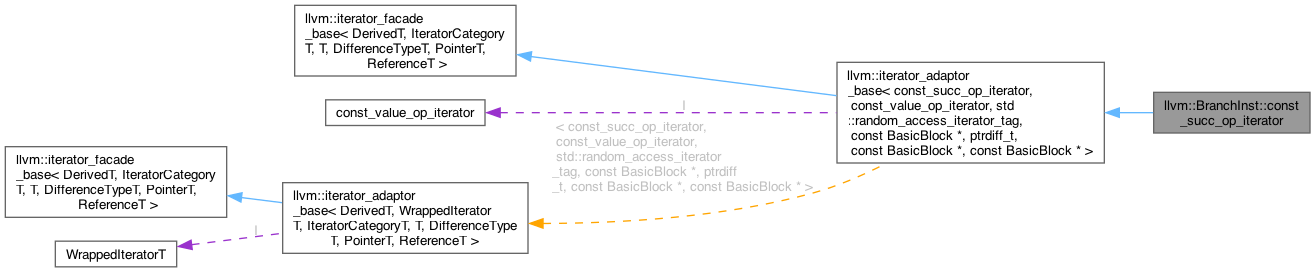 llvm::iterator_facade
_base< DerivedT, IteratorCategory
T, T, DifferenceTypeT, PointerT,
ReferenceT >
llvm::iterator_adaptor
_base< const_succ_op_iterator,
const_value_op_iterator, std
::random_access_iterator_tag,
const BasicBlock *, ptrdiff_t,
const BasicBlock *, const BasicBlock * >
llvm::BranchInst::const
_succ_op_iterator
I
const_value_op_iterator
< const_succ_op_iterator,
const_value_op_iterator,
std::random_access_iterator
_tag, const BasicBlock *, ptrdiff
_t, const BasicBlock *, const BasicBlock * >
llvm::iterator_facade
_base< DerivedT, IteratorCategory
T, T, DifferenceTypeT, PointerT,
ReferenceT >
llvm::iterator_adaptor
_base< DerivedT, WrappedIterator
T, IteratorCategoryT, T, DifferenceType
T, PointerT, ReferenceT >
I
WrappedIteratorT